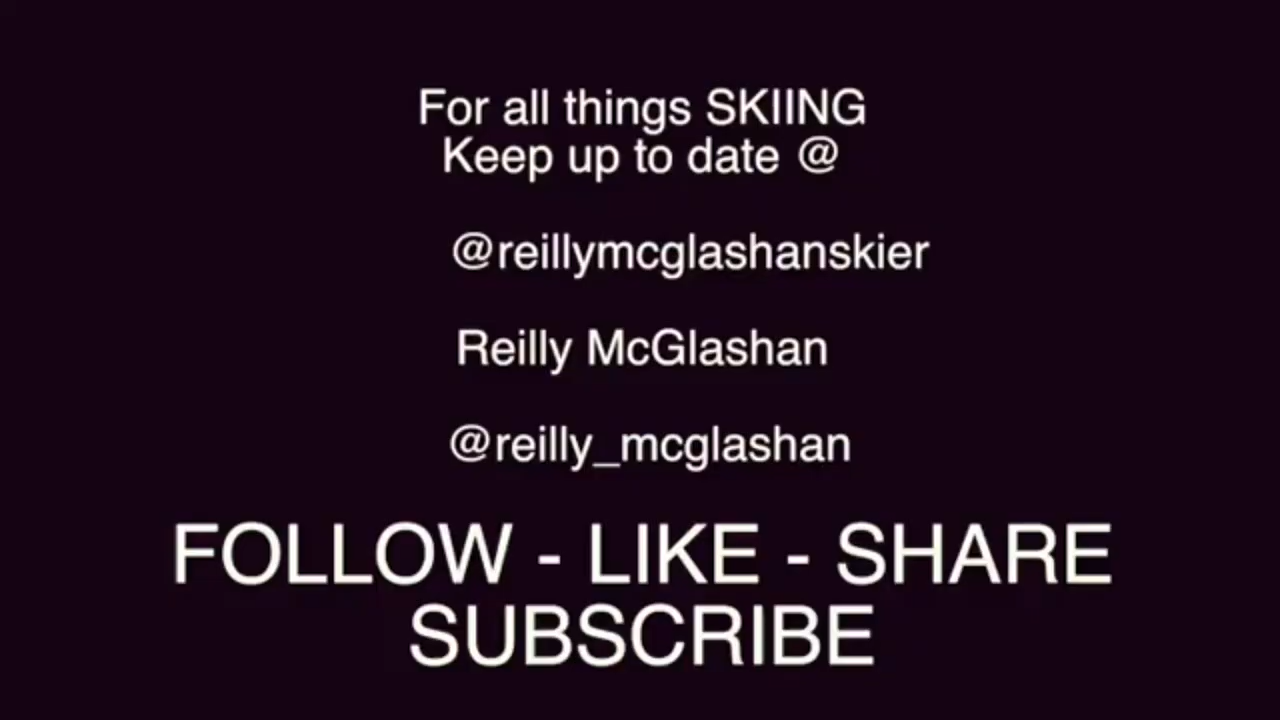 For all things SKIING
Keep up to date @
@reillymcglashanskier
Reilly McGlashan
@reilly_mcglashan
FOLLOW - LIKE - SHARE
SUBSCRIBE